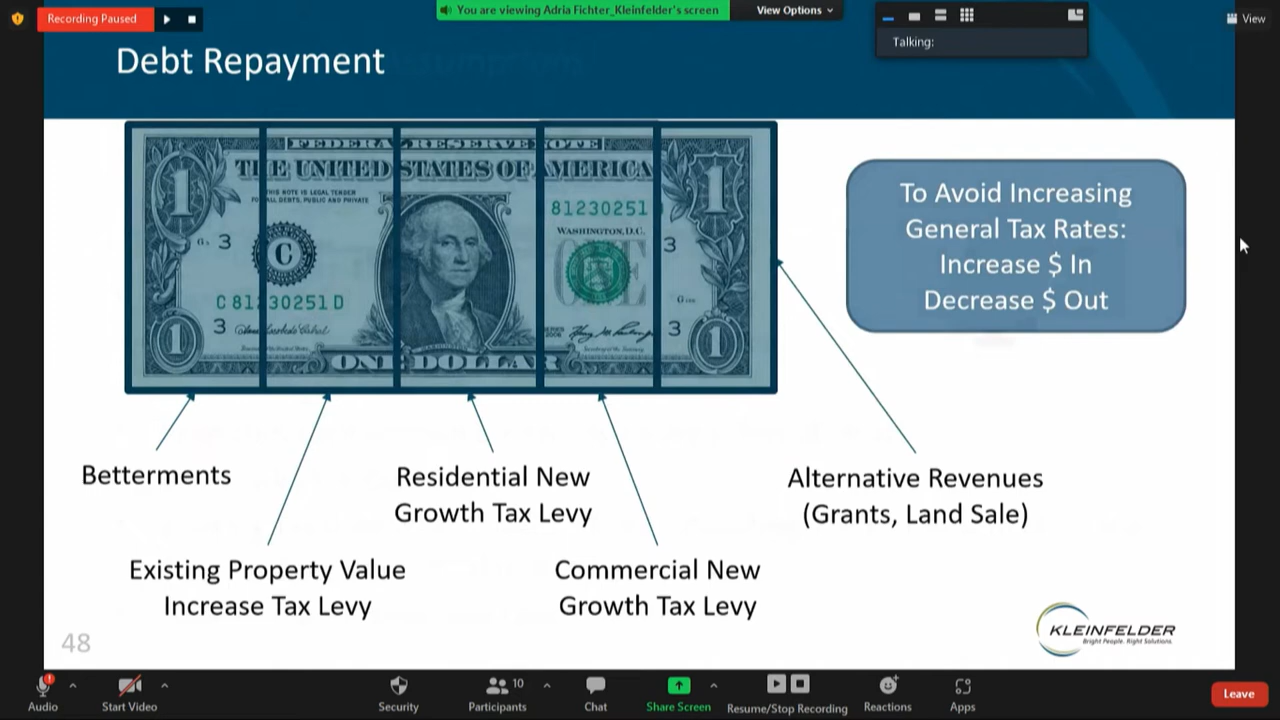 Recording Paused
You are viewing Adria Fichter_Kleinfelder's screen
View Options
View
Talking:
Debt Repayment
FEDERAL RESERVE NOTE
THE UNITED STATES OF AMERICA
THIS NOTE IS LEGAL TENDER
FOR ALL DEBTS, PUBLIC AND PRIVATE
1
1
81230251
WASHINGTON, D.C.
3
3
C
C 81230251 D
3
3
1
1
ONE DOLLAR
To Avoid Increasing
General Tax Rates:
Increase $ In
Decrease $ Out
Betterments
Residential New
Growth Tax Levy
Alternative Revenues
(Grants, Land Sale)
Existing Property Value
Increase Tax Levy
Commercial New
Growth Tax Levy
48
KLEINFELDER
Bright People. Right Solutions.
Audio
Start Video
Security
10
Participants
Chat
Share Screen
Resume/Stop Recording
Reactions
Apps
Leave